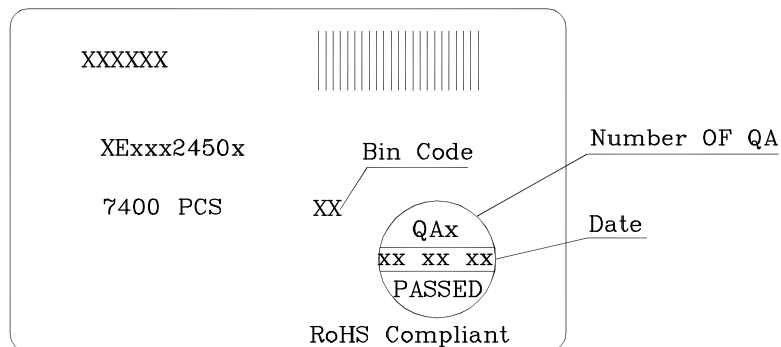 XXXXXX
XExxx2450x
Bin Code
Number OF QA
7400 PCS
XX
QAx
Date
xx xx xx
PASSED
RoHS Compliant